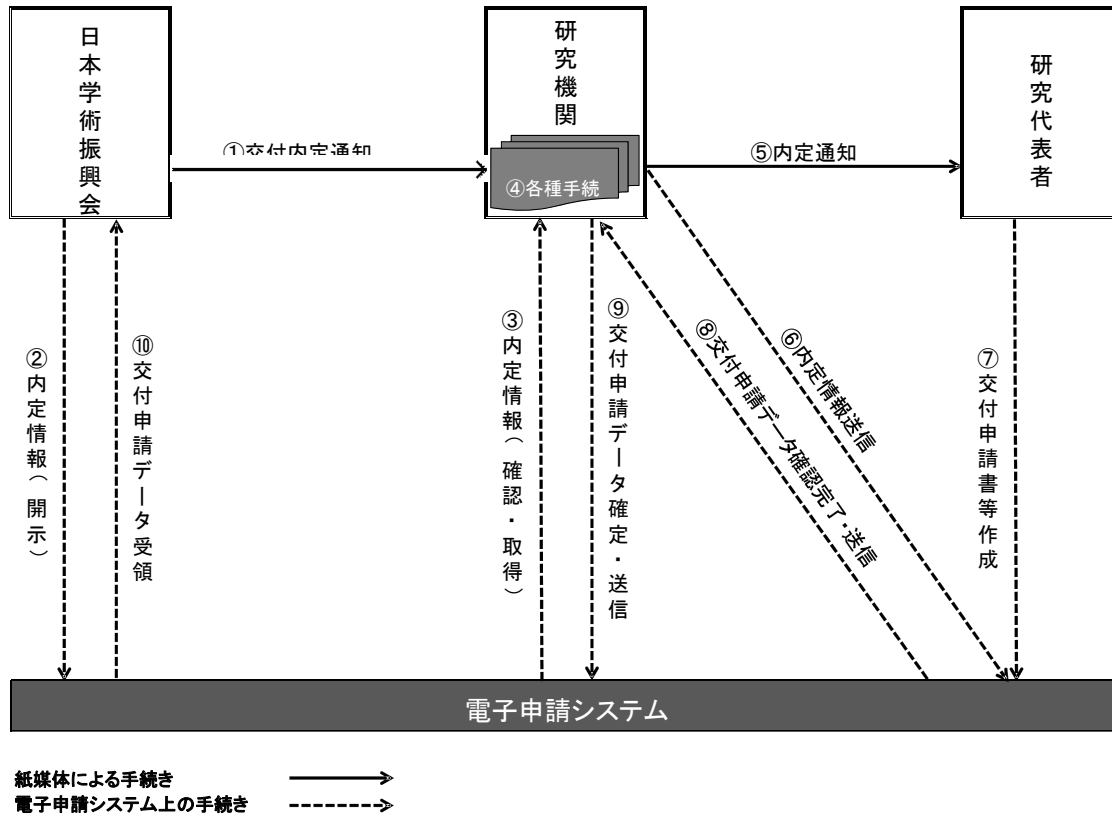 日本学術振興会
研究機関
研究代表者
①交付内定通知
④各種手続
⑤内定通知
②内定情報(開示)
⑩交付申請データ受領
③内定情報(確認・取得)
⑨交付申請データ確定・送信
⑧交付申請データ確認完了・送信
⑥内定情報送信
⑦交付申請書等作成
電子申請システム
紙媒体による手続き
電子申請システム上の手続き